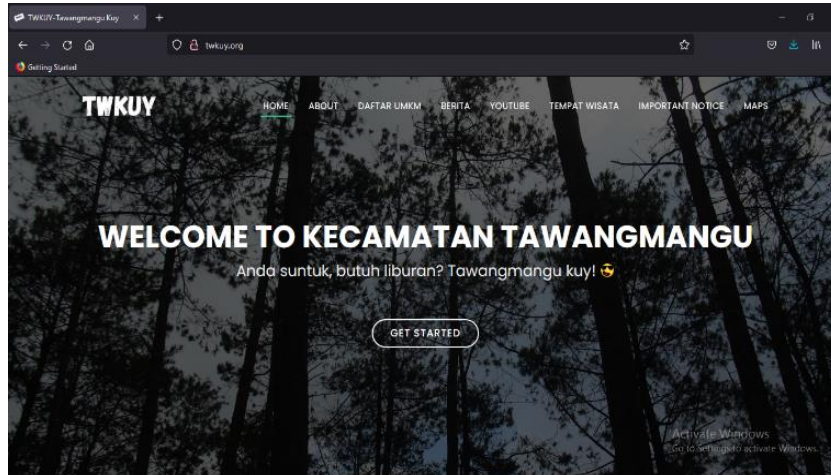 TWKUY-Tawangmangu Kuy
twkuy.org
Getting Started
TWKUY
HOME ABOUT DAFTAR UMKM BERITA YOUTUBE TEMPAT WISATA IMPORTANT NOTICE MAPS
WELCOME TO KECAMATAN TAWANGMANGU
Anda suntuk, butuh liburan? Tawangmangu kuy! 😎
GET STARTED
Activate Windows
Go to Settings to activate Windows.